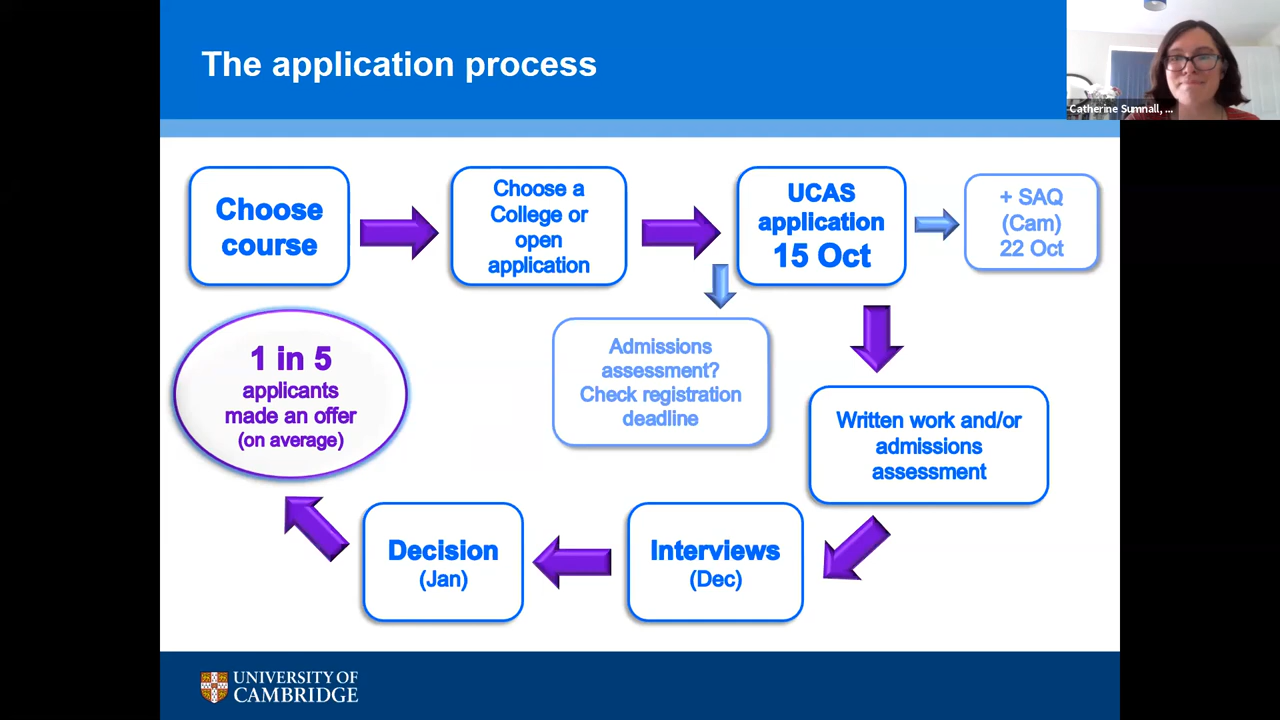 The application process
Catherine Sumnall, ...
Choose
course
Choose a
College or
open
application
UCAS
application
15 Oct
+ SAQ
(Cam)
22 Oct
Admissions
assessment?
Check registration
deadline
Written work and/or
admissions
assessment
Interviews
(Dec)
Decision
(Jan)
1 in 5
applicants
made an offer
(on average)
UNIVERSITY OF
CAMBRIDGE